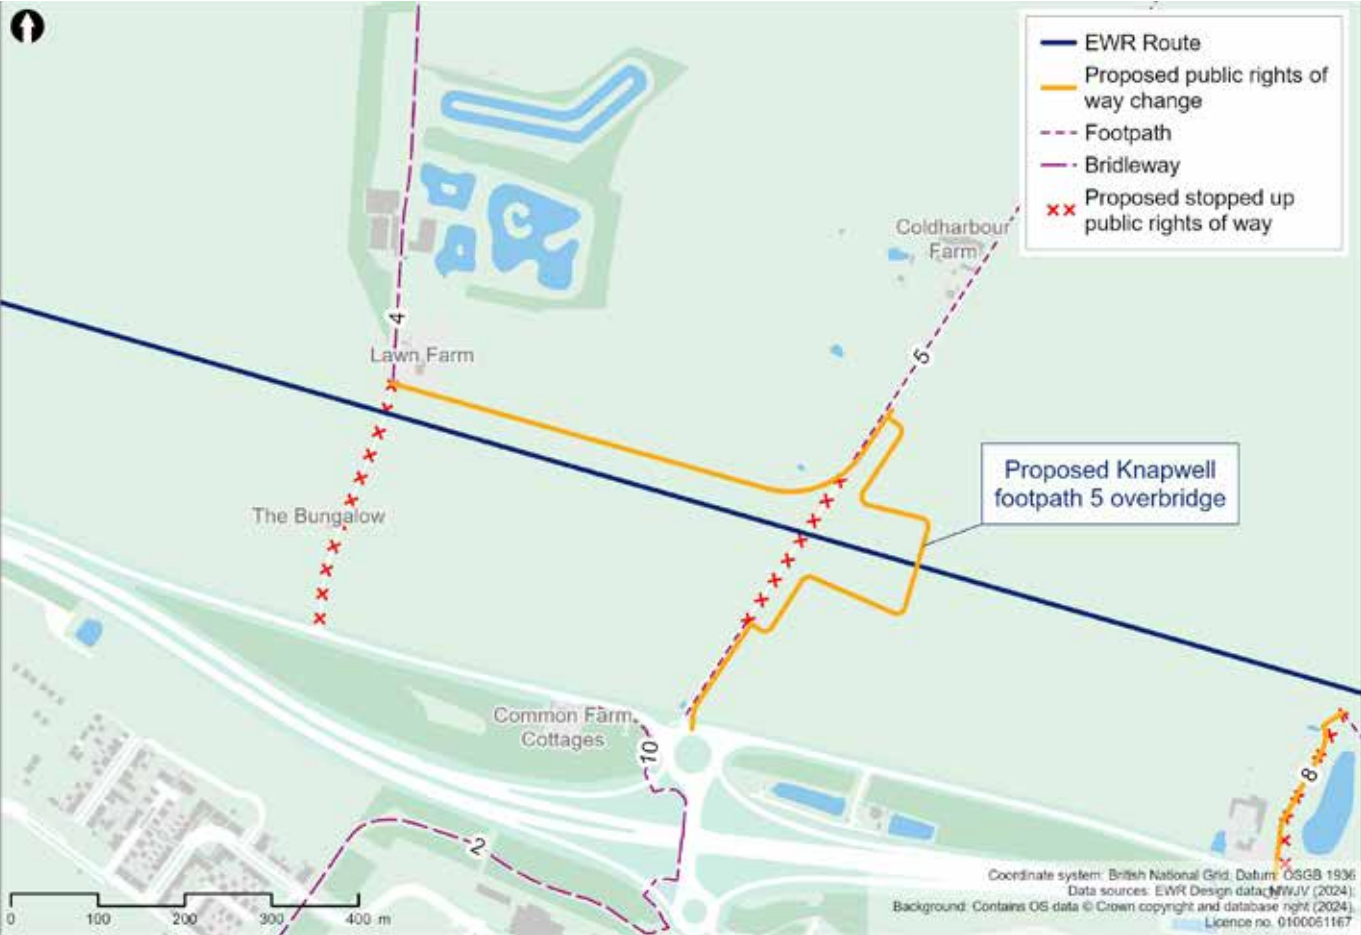 EWR Route
Proposed public rights of
way change
Footpath
Bridleway
Proposed stopped up
public rights of way
Coldharbour
Farm
4
5
Lawn Farm
Proposed Knapwell
footpath 5 overbridge
The Bungalow
Common Farm
Cottages
10
8
2
0 100 200 300 400 m
Coordinate system: British National Grid; Datum: OSGB 1936
Data sources: EWR Design data, MWJV (2024);
Background: Contains OS data © Crown copyright and database right (2024).
Licence no. 0100061167